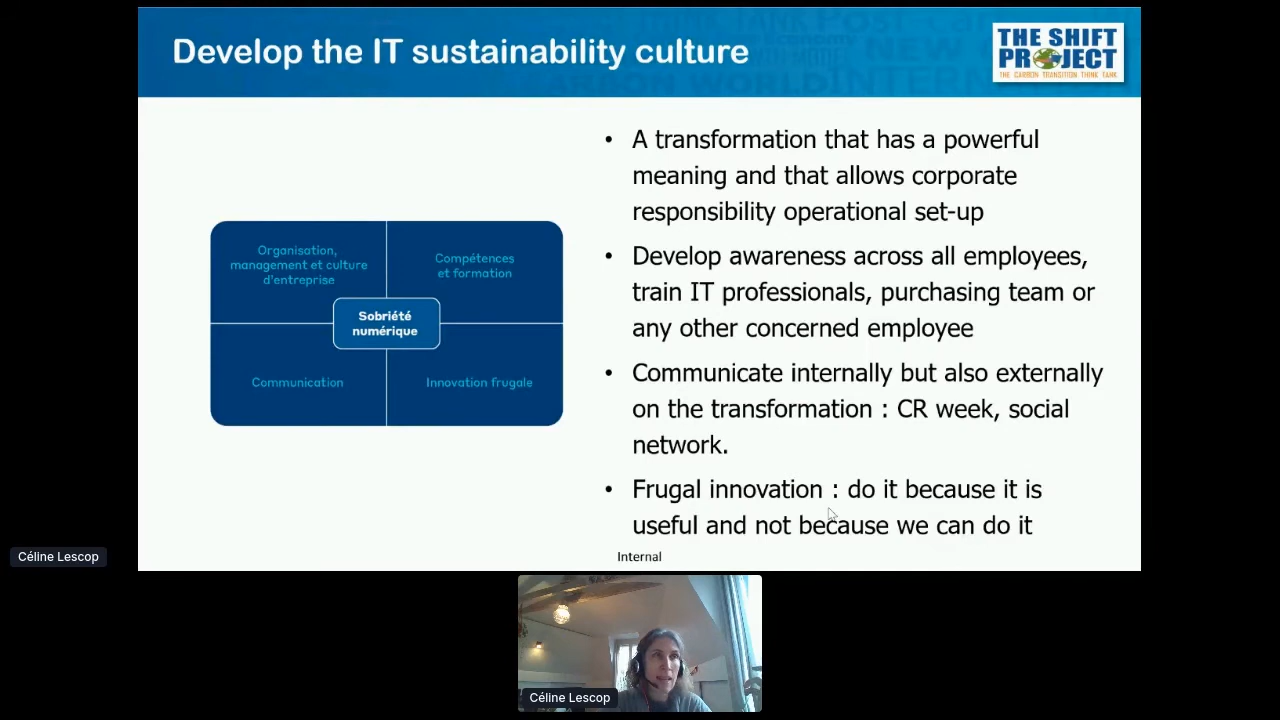 Develop the IT sustainability culture
THE SHIFT
PROJECT
THE CARBON TRANSITION THINK TANK
Organisation,
management et culture
d'entreprise
Compétences
et formation
Sobriété
numérique
Communication
Innovation frugale
• A transformation that has a powerful
meaning and that allows corporate
responsibility operational set-up
• Develop awareness across all employees,
train IT professionals, purchasing team or
any other concerned employee
• Communicate internally but also externally
on the transformation : CR week, social
network.
• Frugal innovation : do it because it is
useful and not because we can do it
Internal
Céline Lescop
Céline Lescop